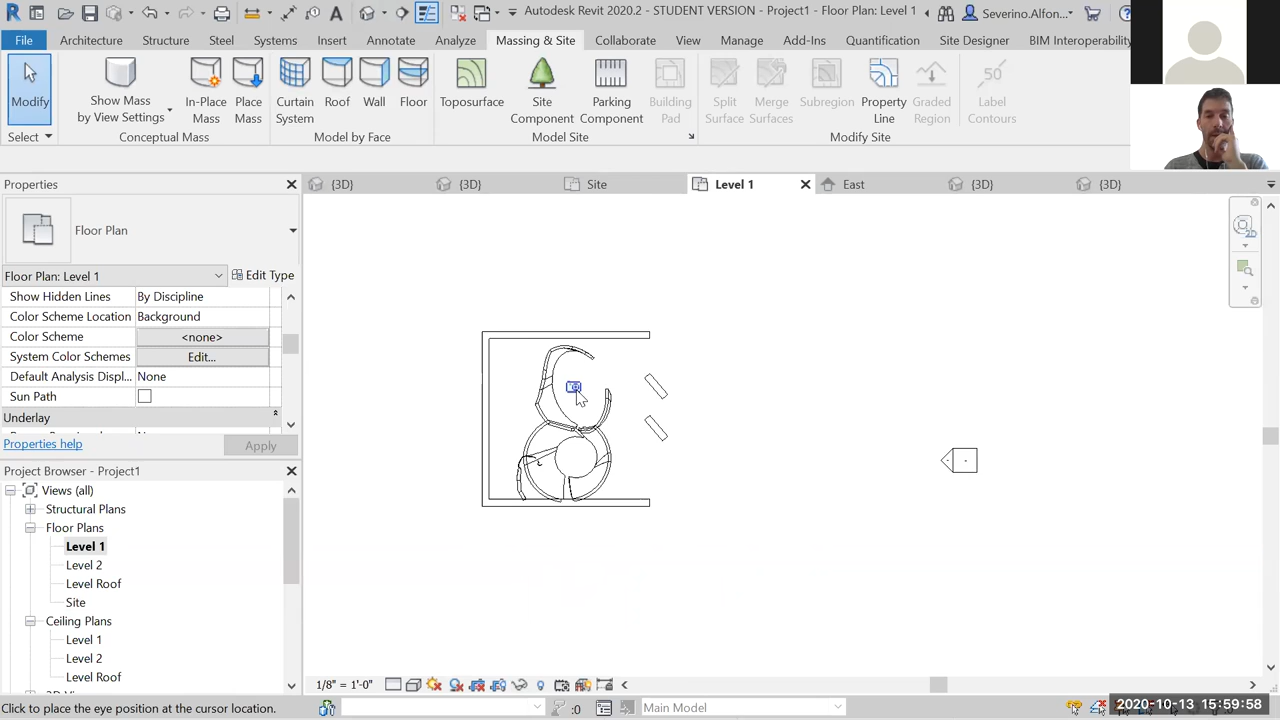 Autodesk Revit 2020.2 - STUDENT VERSION - Project1 - Floor Plan: Level 1
Severino.Alfon...
File Architecture Structure Steel Systems Insert Annotate Analyze Massing & Site Collaborate View Manage Add-Ins Quantification Site Designer BIM Interoperability
Modify
Show Mass
by View Settings
In-Place
Mass
Place
Mass
Curtain
System
Roof
Wall
Floor
Toposurface
Site
Component
Parking
Component
Building
Pad
Split
Surface
Merge
Surfaces
Subregion
Property
Line
Graded
Region
50
Label
Contours
Select
Conceptual Mass
Model by Face
Model Site
Modify Site
Properties
{3D}
{3D}
Site
Level 1
East
{3D}
{3D}
Floor Plan
Floor Plan: Level 1
Edit Type
Show Hidden Lines By Discipline
Color Scheme Location Background
Color Scheme <none>
System Color Schemes Edit...
Default Analysis Displ... None
Sun Path
Underlay
Properties help
Apply
2D
Project Browser - Project1
Views (all)
Structural Plans
Floor Plans
Level 1
Level 2
Level Roof
Site
Ceiling Plans
Level 1
Level 2
Level Roof
1/8" = 1'-0"
Click to place the eye position at the cursor location.
:0
Main Model
2020-10-13 15:59:58